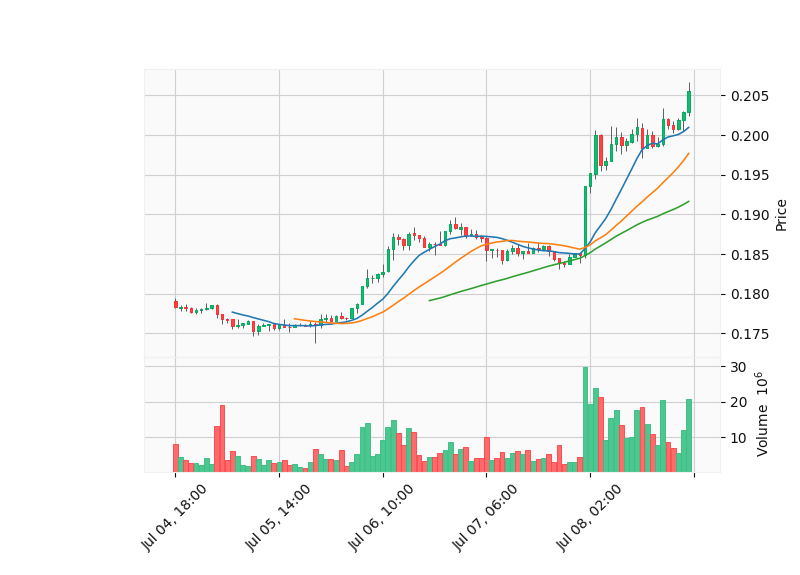 0.205
0.200
0.195
0.190
0.185
0.180
0.175
Price
30
20
10
Volume 10^6
Jul 04, 18:00
Jul 05, 14:00
Jul 06, 10:00
Jul 07, 06:00
Jul 08, 02:00